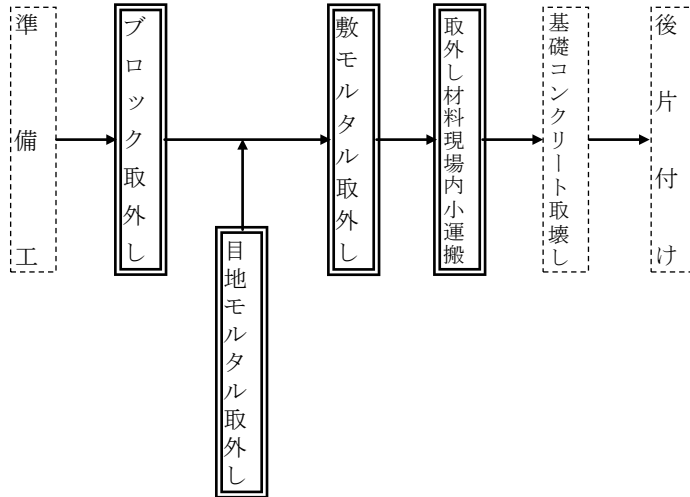 準備工
ブロック取外し
目地モルタル取外し
敷モルタル取外し
取外し材料現場内小運搬
基礎コンクリート取壊し
後片付け